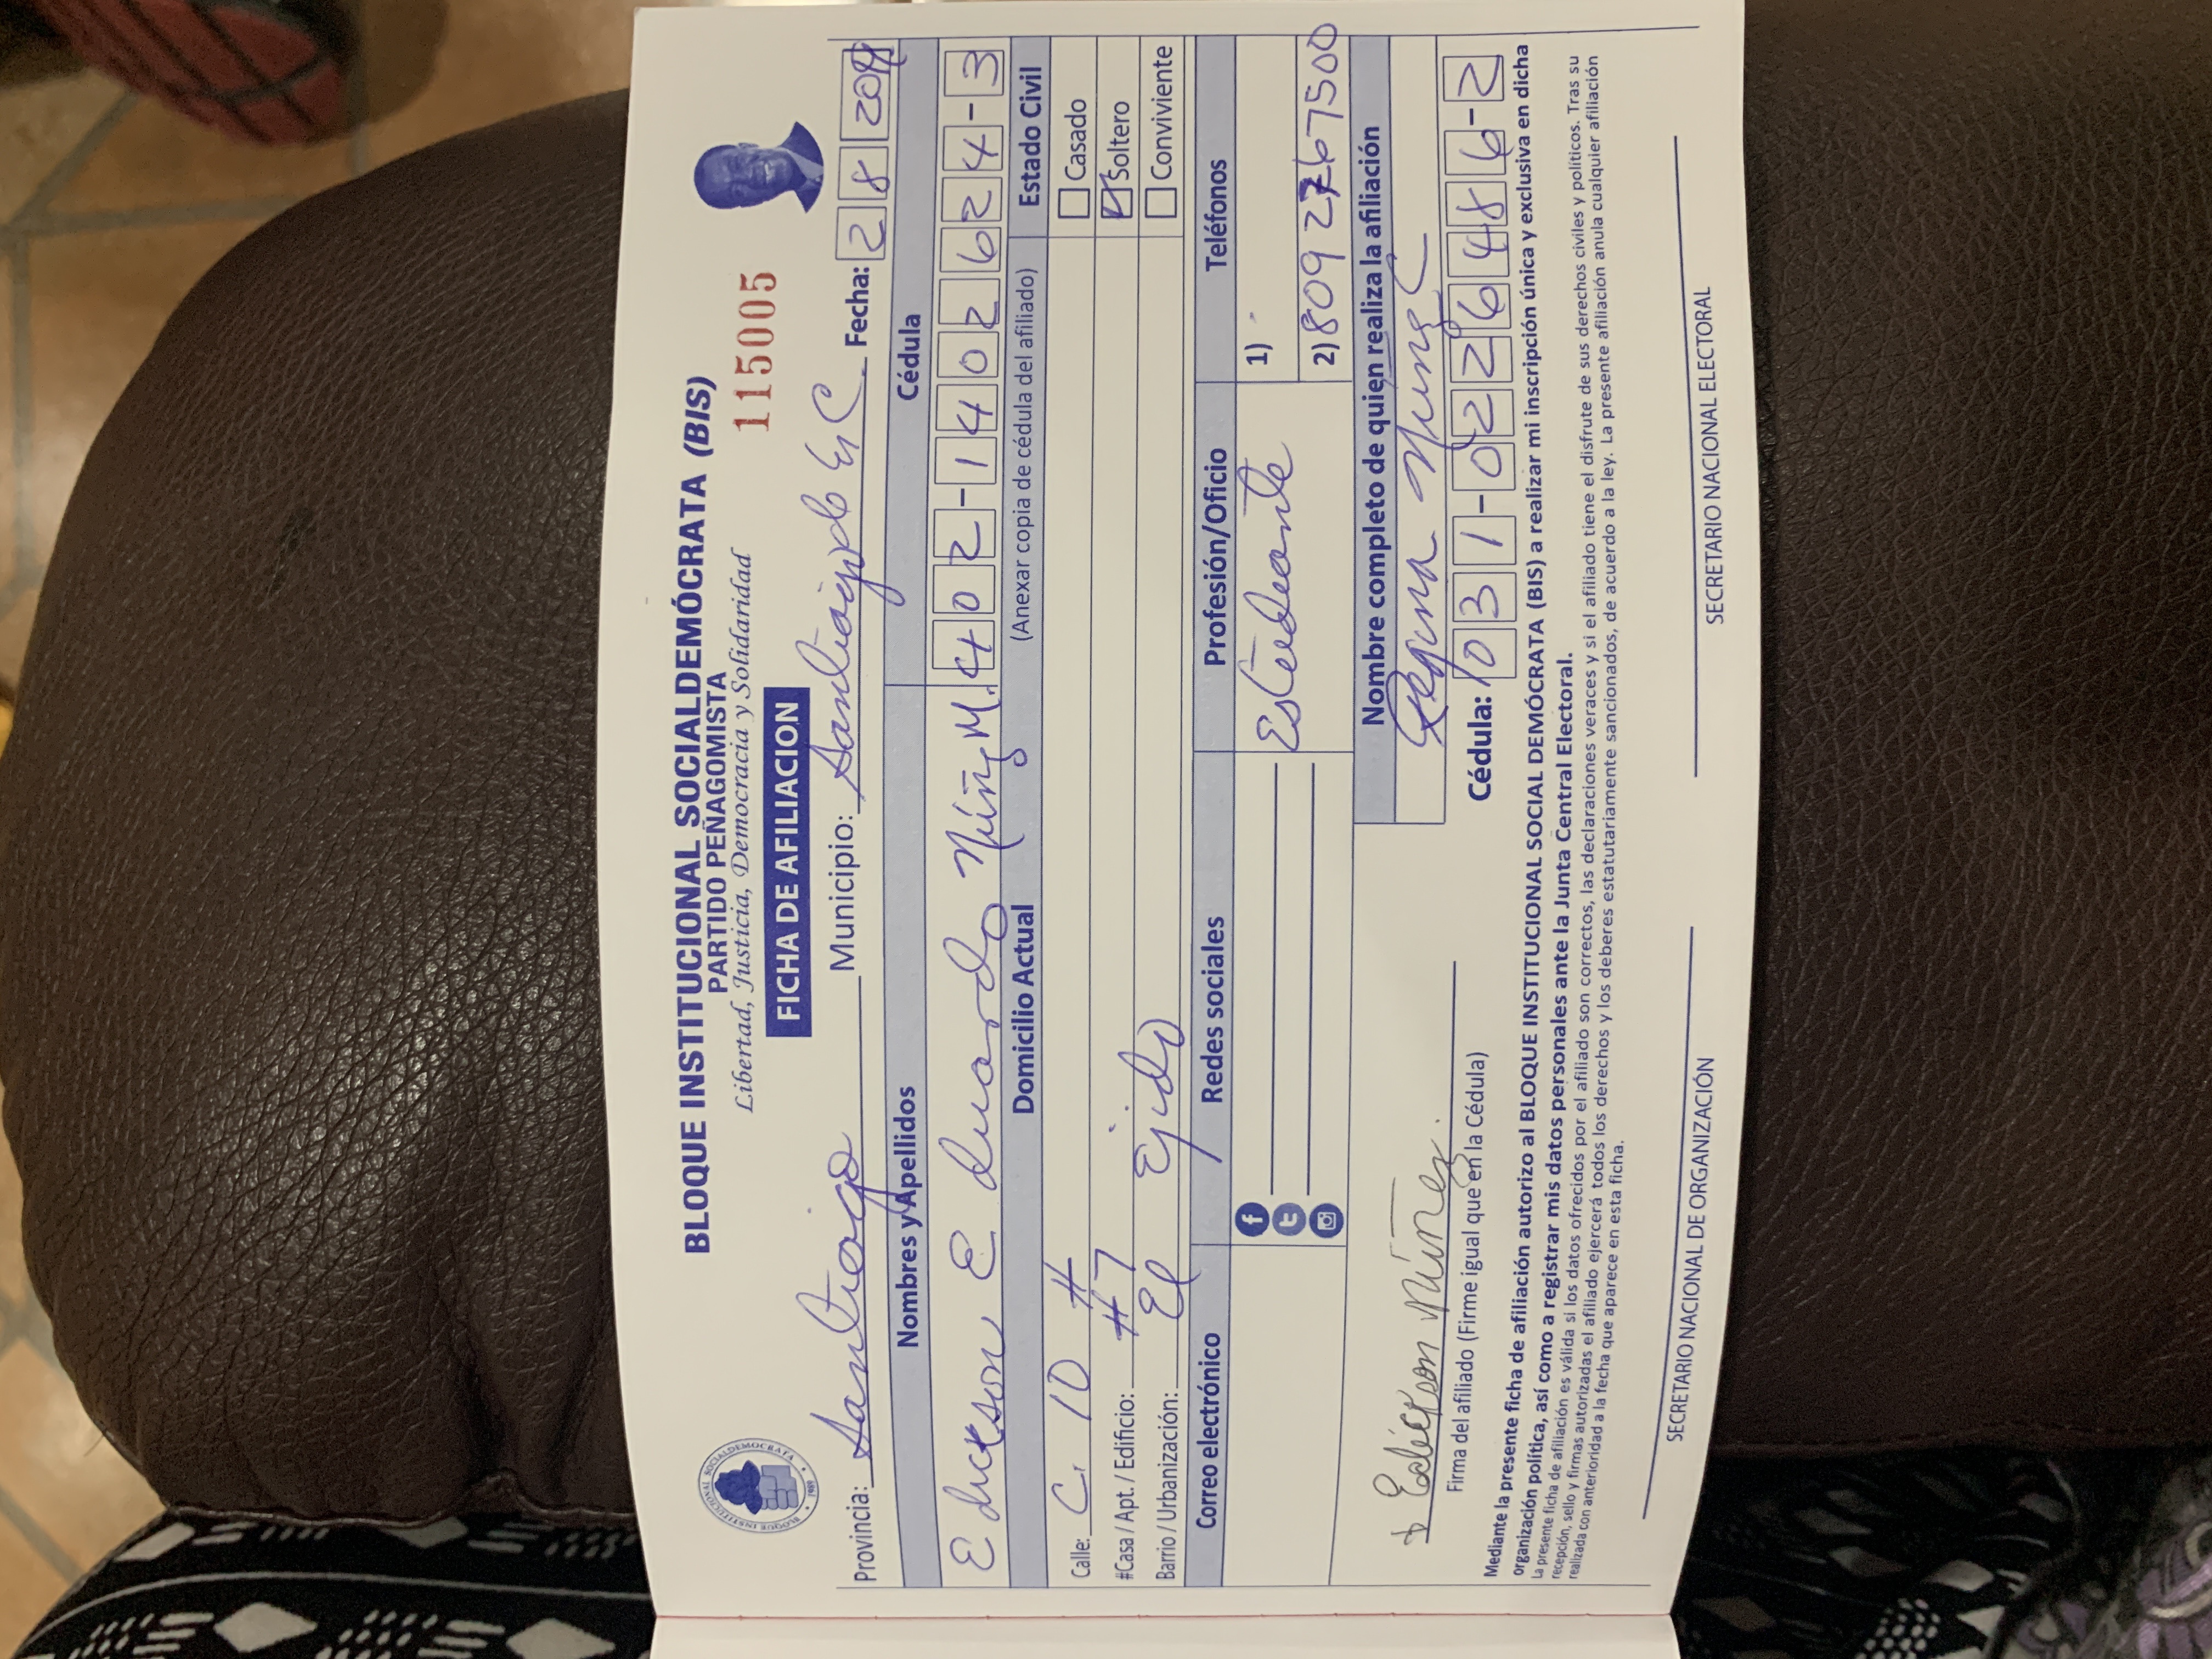 BLOQUE INSTITUCIONAL SOCIALDEMÓCRATA (BIS)
PARTIDO PEÑAGOMISTA
Libertad, Justicia, Democracia y Solidaridad
115005
FICHA DE AFILIACION
BLOQUE INSTITUCIONAL SOCIALDEMOCRATA
Provincia: Santiago Municipio: Santiago Fecha: 2 8
Nombres y Apellidos Cédula
Educkson Eduardo Núñez M. 402-1402624-3
Domicilio Actual (Anexar copia de cédula del afiliado) Estado Civil
Calle: C. 10 # Casado
#Casa / Apt. / Edificio: #7 Soltero
Barrio / Urbanización: El Ejido Conviviente
Correo electrónico Redes sociales Profesión/Oficio Teléfonos
Estudiante 1)
2) 809 2767500
Nombre completo de quien realiza la afiliación
Cédula: 031-0226486-2
Núñez
Firma del afiliado (Firme igual que en la Cédula)
Mediante la presente ficha de afiliación autorizo al BLOQUE INSTITUCIONAL SOCIAL DEMÓCRATA (BIS) a realizar mi inscripción única y exclusiva en dicha
organización política, así como a registrar mis datos personales ante la Junta Central Electoral.
La presente ficha de afiliación es válida si los datos ofrecidos por el afiliado son correctos, las declaraciones veraces y si el afiliado tiene el disfrute de sus derechos civiles y políticos. Tras su
recepción, sello y firmas autorizadas el afiliado ejercerá todos los derechos y los deberes estatutariamente sancionados, de acuerdo a la ley. La presente afiliación anula cualquier afiliación
realizada con anterioridad a la fecha que aparece en esta ficha.
SECRETARIO NACIONAL DE ORGANIZACIÓN SECRETARIO NACIONAL ELECTORAL